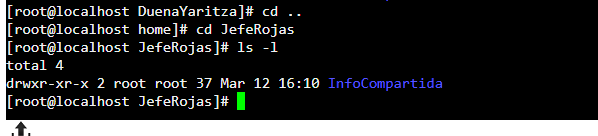 [root@localhost DuenaYaritza]# cd ..
[root@localhost home]# cd JefeRojas
[root@localhost JefeRojas]# ls -l
total 4
drwxr-xr-x 2 root root 37 Mar 12 16:10 InfoCompartida
[root@localhost JefeRojas]#